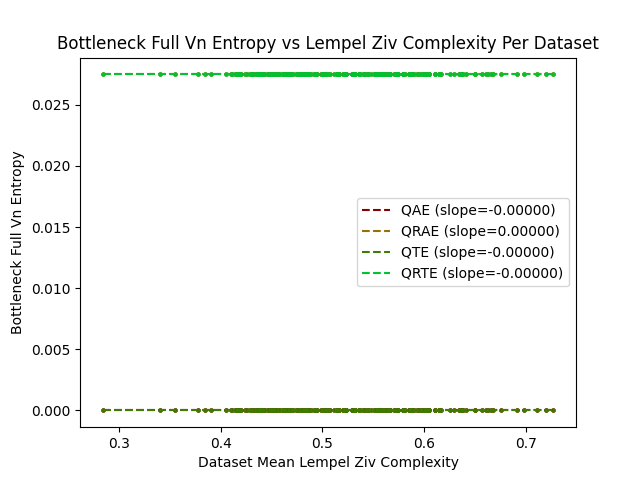 Bottleneck Full Vn Entropy vs Lempel Ziv Complexity Per Dataset
Bottleneck Full Vn Entropy
0.025
0.020
0.015
0.010
0.005
0.000
QAE (slope=-0.00000)
QRAE (slope=0.00000)
QTE (slope=-0.00000)
QRTE (slope=-0.00000)
0.3 0.4 0.5 0.6 0.7
Dataset Mean Lempel Ziv Complexity